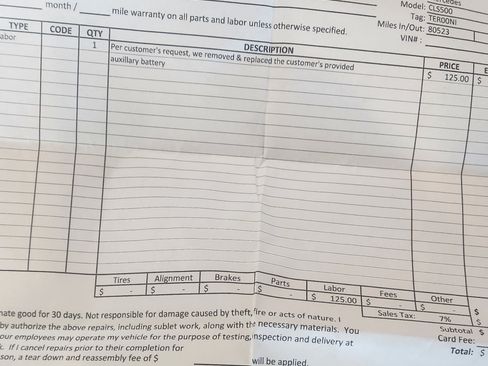 month / mile warranty on all parts and labor unless otherwise specified.
Model: CLS500
Tag: TEROONI
Miles In/Out: 80523
VIN# :
TYPE CODE QTY DESCRIPTION PRICE
abor 1 Per customer's request, we removed & replaced the customer's provided $ 125.00 $
auxillary battery
Tires Alignment Brakes Parts Labor Fees Other
$ - $ - $ - $ - $ 125.00 $ - $ -
Sales Tax: 7% $
nate good for 30 days. Not responsible for damage caused by theft, fire or acts of nature. I
Subtotal $
by authorize the above repairs, including sublet work, along with the necessary materials. You
Card Fee:
our employees may operate my vehicle for the purpose of testing, inspection and delivery at
Total: $
If I cancel repairs prior to their completion for
son, a tear down and reassembly fee of $ will be applied.